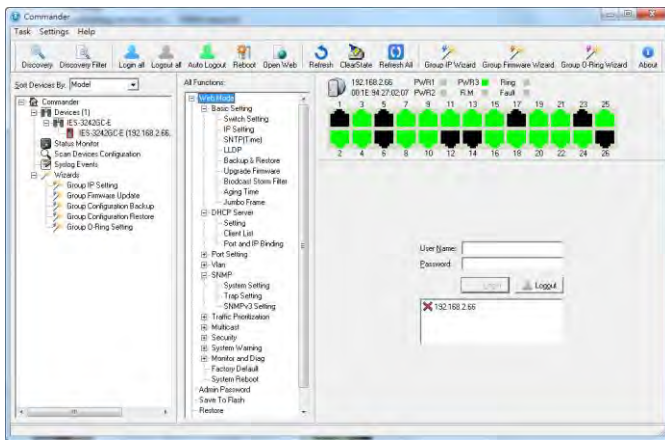 Commander
Task Settings Help
Discovery Discovery Filter Login all Logout all Auto Logout Reboot Open Web Refresh ClearState Refresh All Group IP Wizard Group Firmware Wizard Group O-Ring Wizard About
Sort Devices By: Model
Commander
Devices (1)
IES-3242GC-E
IES-3242GC-E (192.168.2.66.
Status Monitor
Scan Devices Configuration
Syslog Events
Wizards
Group IP Setting
Group Firmware Update
Group Configuration Backup
Group Configuration Restore
Group O-Ring Setting
All Functions:
Web Mode
Basic Setting
Switch Setting
IP Setting
SNTP(Time)
LLDP
Backup & Restore
Upgrade Firmware
Brodcast Storm Filter
Aging Time
Jumbo Frame
DHCP Server
Setting
Client List
Port and IP Binding
Port Setting
Vlan
SNMP
System Setting
Trap Setting
SNMPv3 Setting
Traffic Prioritization
Multicast
Security
System Warning
Monitor and Diag
Factory Default
System Reboot
Admin Password
Save To Flash
Restore
192.168.2.66 PWR1 PWR3 Ring
001E.94.27.02.07 PWR2 R.M Fault
1 3 5 7 9 11 13 15 17 19 21 23 25
2 4 6 8 10 12 14 16 18 20 22 24 26
User Name:
Password:
Login Logout
192.168.2.66